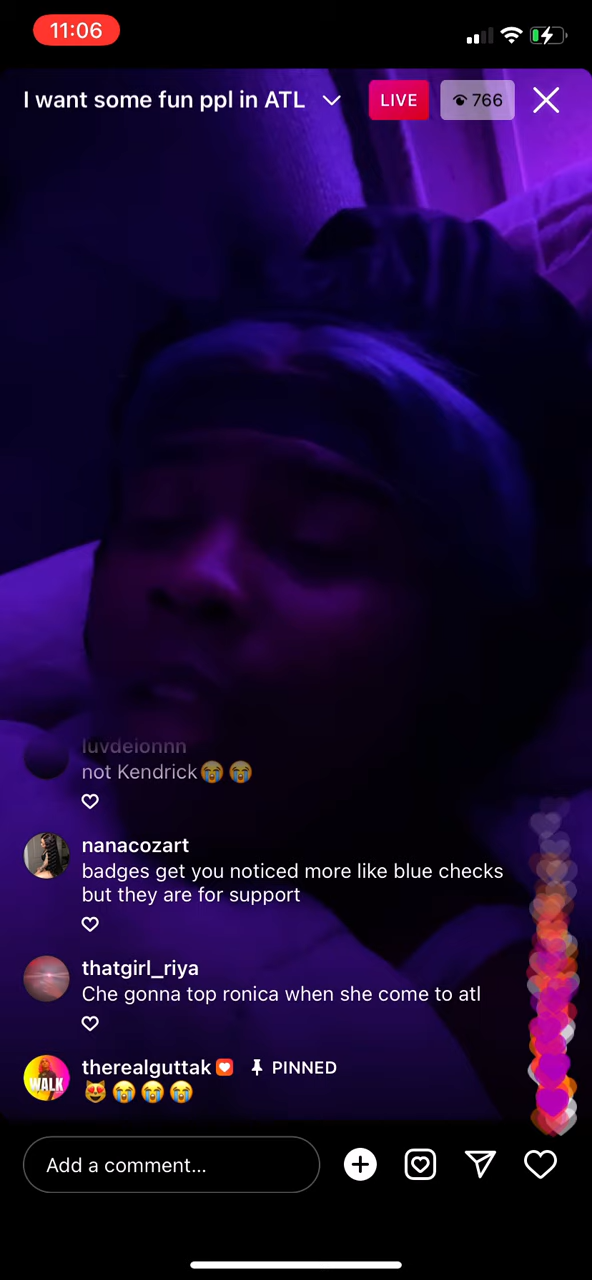 11:06
I want some fun ppl in ATL
LIVE
766
luvdeionnn
not Kendrick😭😭
nanacozart
badges get you noticed more like blue checks
but they are for support
thatgirl_riya
Che gonna top ronica when she come to atl
therealguttak PINNED
WALK
😻😭😭😭
Add a comment...